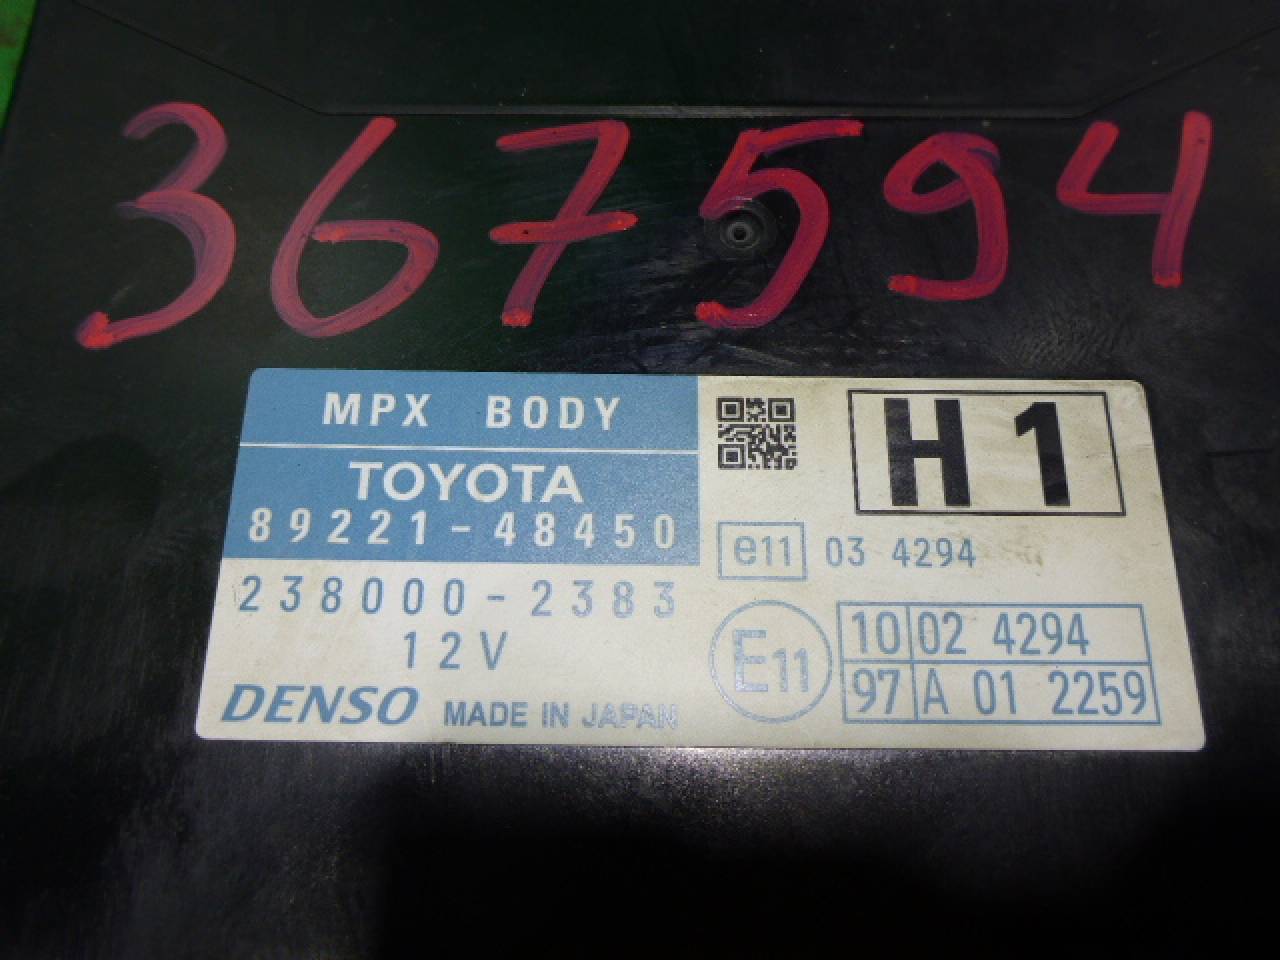 367594
MPX BODY
TOYOTA
89221-48450
238000-2383
12V
DENSO MADE IN JAPAN
H1
e11 03 4294
E11
10 02 4294
97 A 01 2259